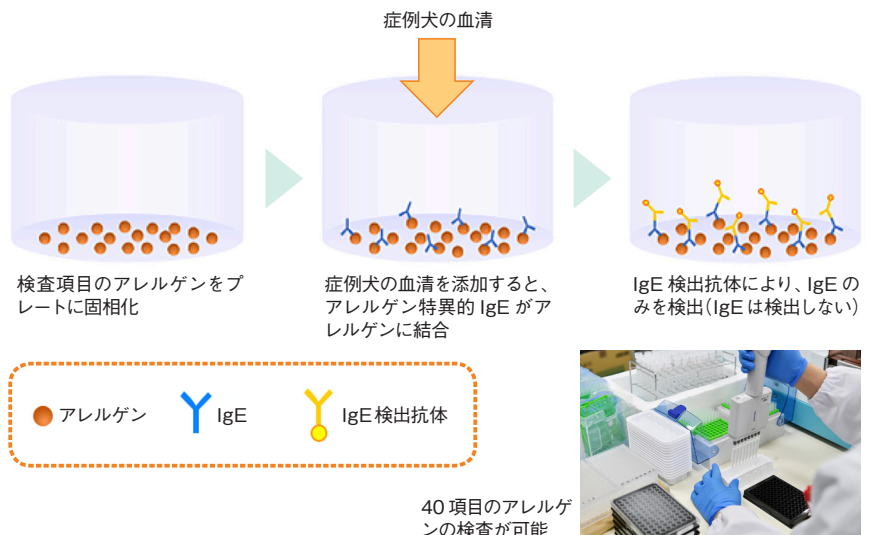 症例犬の血清
検査項目のアレルゲンをプ
レートに固相化
症例犬の血清を添加すると、
アレルゲン特異的 IgE がア
レルゲンに結合
IgE 検出抗体により、IgE の
みを検出（IgE は検出しない）
アレルゲン
IgE
IgE 検出抗体
40 項目のアレルゲ
ンの検査が可能